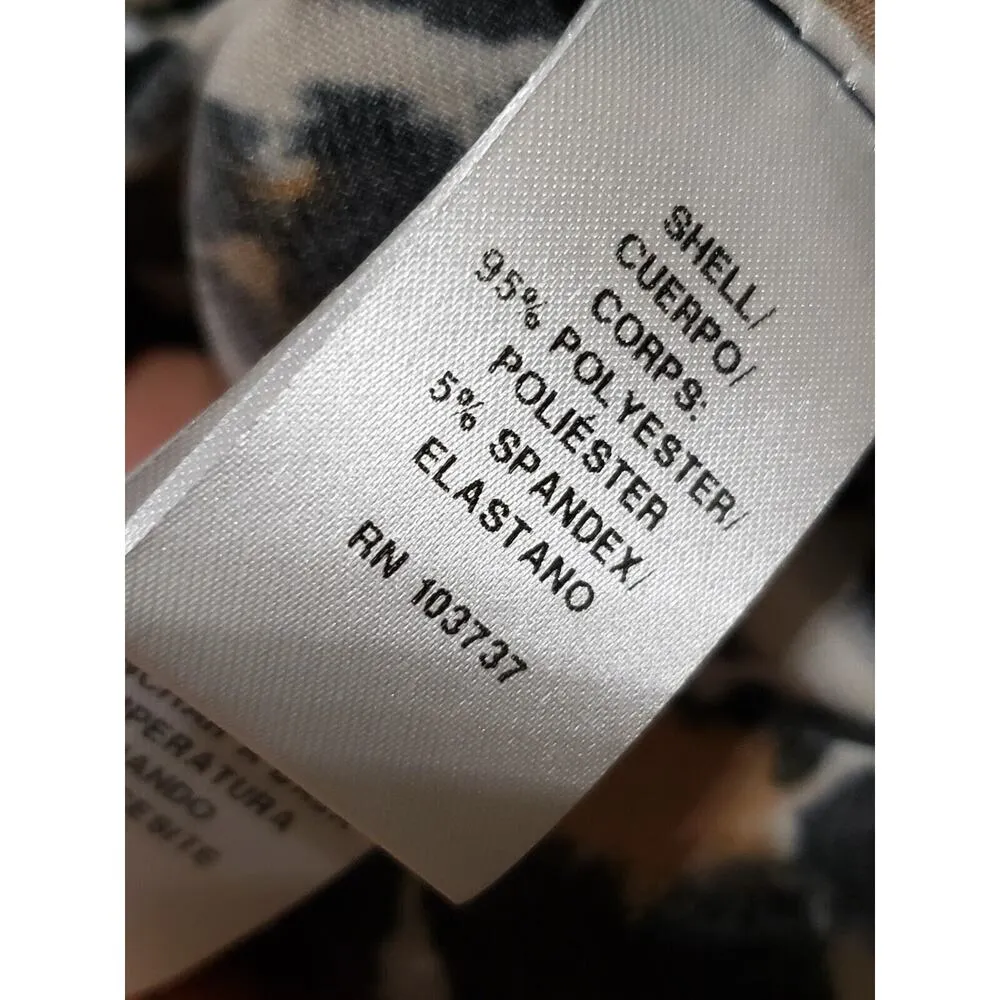 SHELL/
CUERPO/
CORPS:
95% POLYESTER/
POLIÉSTER
5% SPANDEX/
ELASTANO
RN 103737